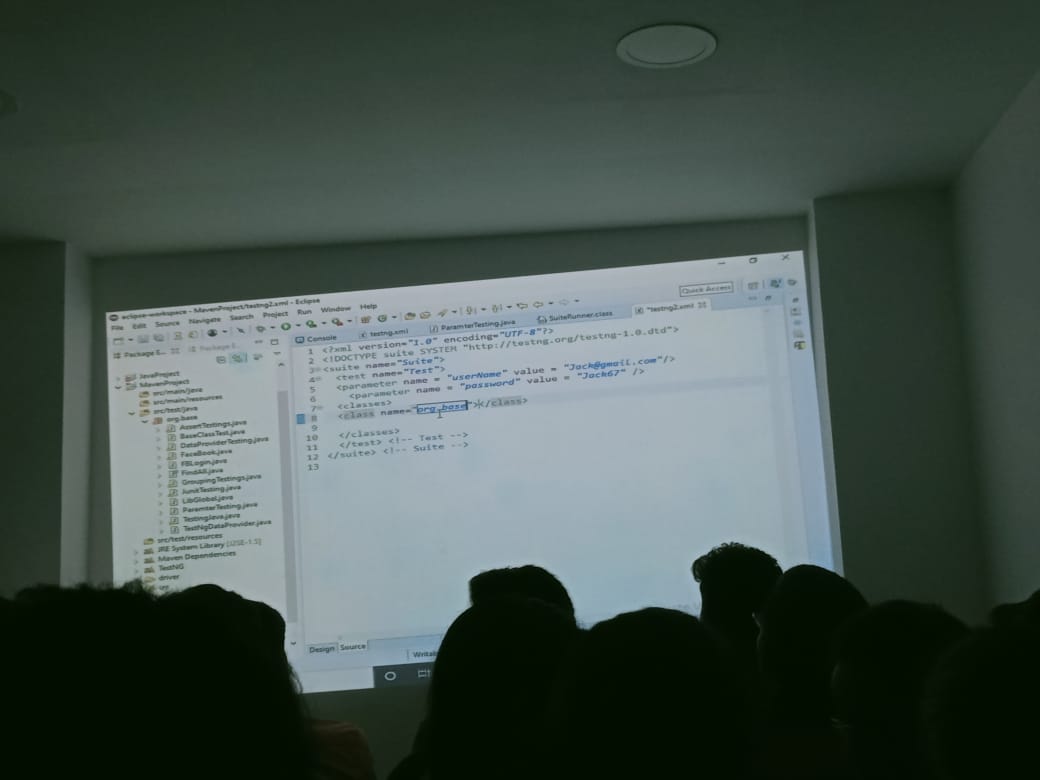 eclipse-workspace - MavenProject/testng2.xml - Eclipse
File Edit Source Navigate Search Project Run Window Help
Quick Access
Package E...
Package E...
Console
testng.xml
ParamterTesting.java
SuiteRunner.class
*testng2.xml
JavaProject
MavenProject
src/main/java
src/main/resources
src/test/java
org.base
AssertTestings.java
BaseClassTest.java
DataProviderTesting.java
FaceBook.java
FBLogin.java
FindAll.java
GroupingTestings.java
JunitTesting.java
LibGlobal.java
ParamterTesting.java
TestingJava.java
TestNgDataProvider.java
src/test/resources
JRE System Library [J2SE-1.5]
Maven Dependencies
TestNG
driver
src
1 <?xml version="1.0" encoding="UTF-8"?>
2 <!DOCTYPE suite SYSTEM "http://testng.org/testng-1.0.dtd">
3 <suite name="Suite">
4 <test name="Test">
5 <parameter name = "userName" value = "Jack@gmail.com"/>
6 <parameter name = "password" value = "Jack67" />
7 <classes>
8 <class name="org.base"></class>
9
10 </classes>
11 </test> <!-- Test -->
12 </suite> <!-- Suite -->
13
Design Source